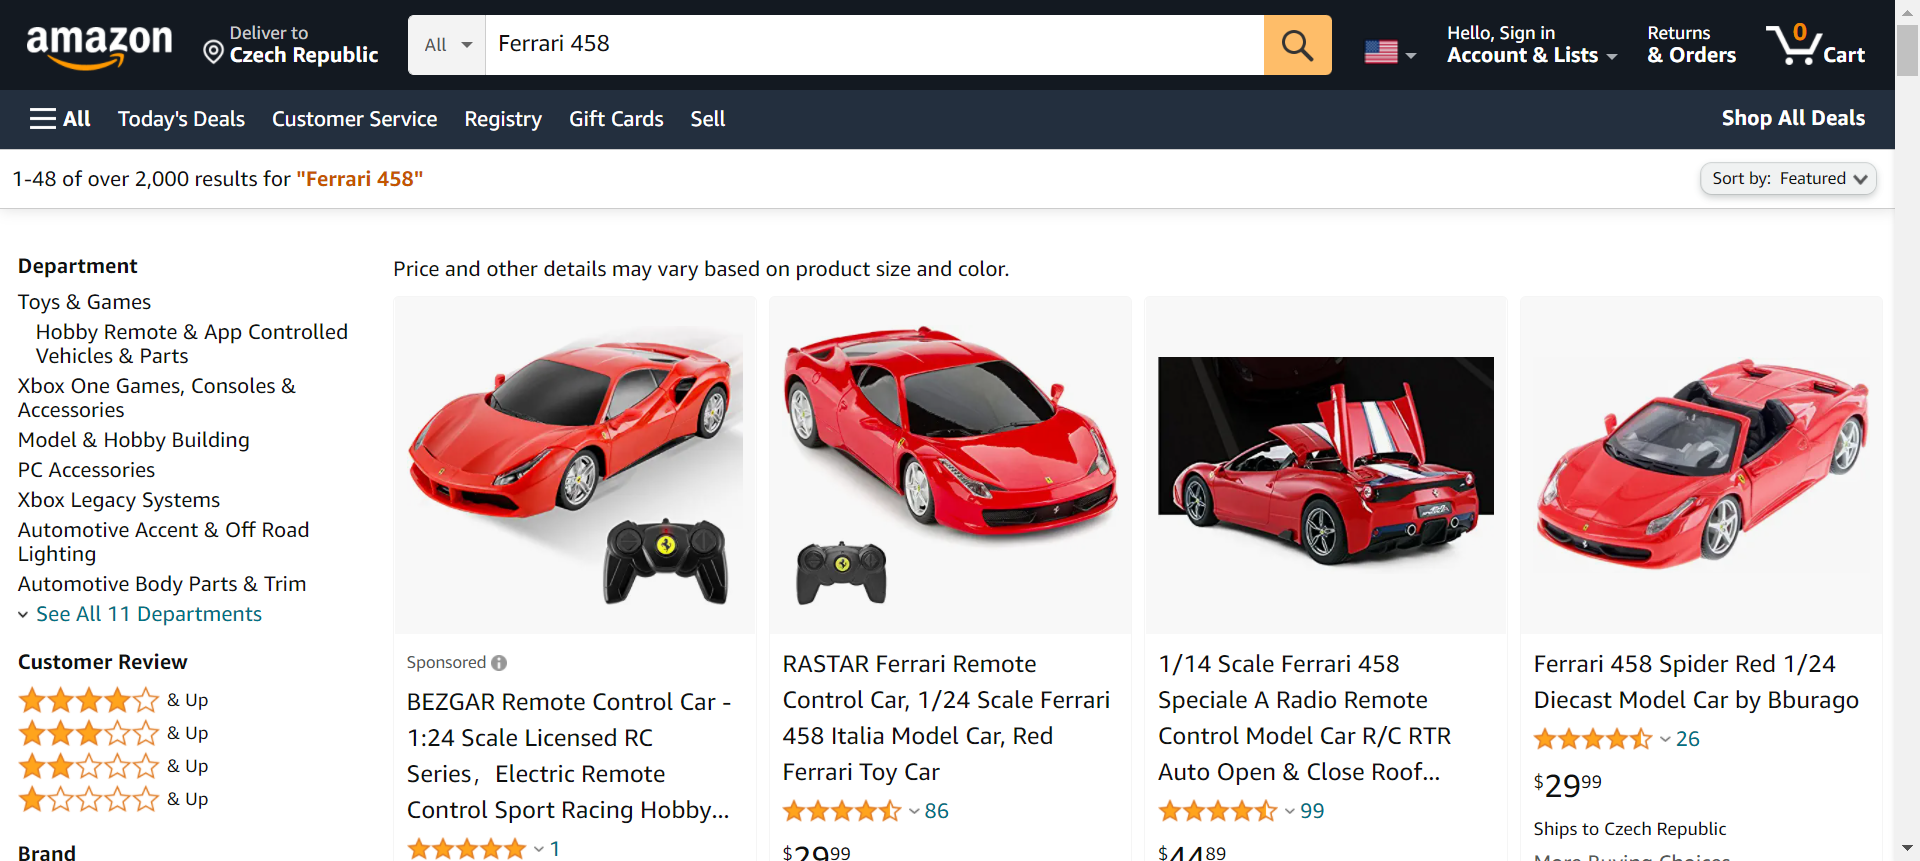 amazon
Deliver to
Czech Republic
All
Ferrari 458
Hello, Sign in
Account & Lists
Returns
& Orders
0
Cart
All
Today's Deals
Customer Service
Registry
Gift Cards
Sell
Shop All Deals
1-48 of over 2,000 results for "Ferrari 458"
Sort by: Featured
Department
Toys & Games
Hobby Remote & App Controlled
Vehicles & Parts
Xbox One Games, Consoles &
Accessories
Model & Hobby Building
PC Accessories
Xbox Legacy Systems
Automotive Accent & Off Road
Lighting
Automotive Body Parts & Trim
See All 11 Departments
Customer Review
& Up
& Up
& Up
& Up
Brand
Price and other details may vary based on product size and color.
Sponsored
BEZGAR Remote Control Car -
1:24 Scale Licensed RC
Series，Electric Remote
Control Sport Racing Hobby...
1
RASTAR Ferrari Remote
Control Car, 1/24 Scale Ferrari
458 Italia Model Car, Red
Ferrari Toy Car
86
$29.99
1/14 Scale Ferrari 458
Speciale A Radio Remote
Control Model Car R/C RTR
Auto Open & Close Roof...
99
$44.89
Ferrari 458 Spider Red 1/24
Diecast Model Car by Bburago
26
$29.99
Ships to Czech Republic
More Buying Choices